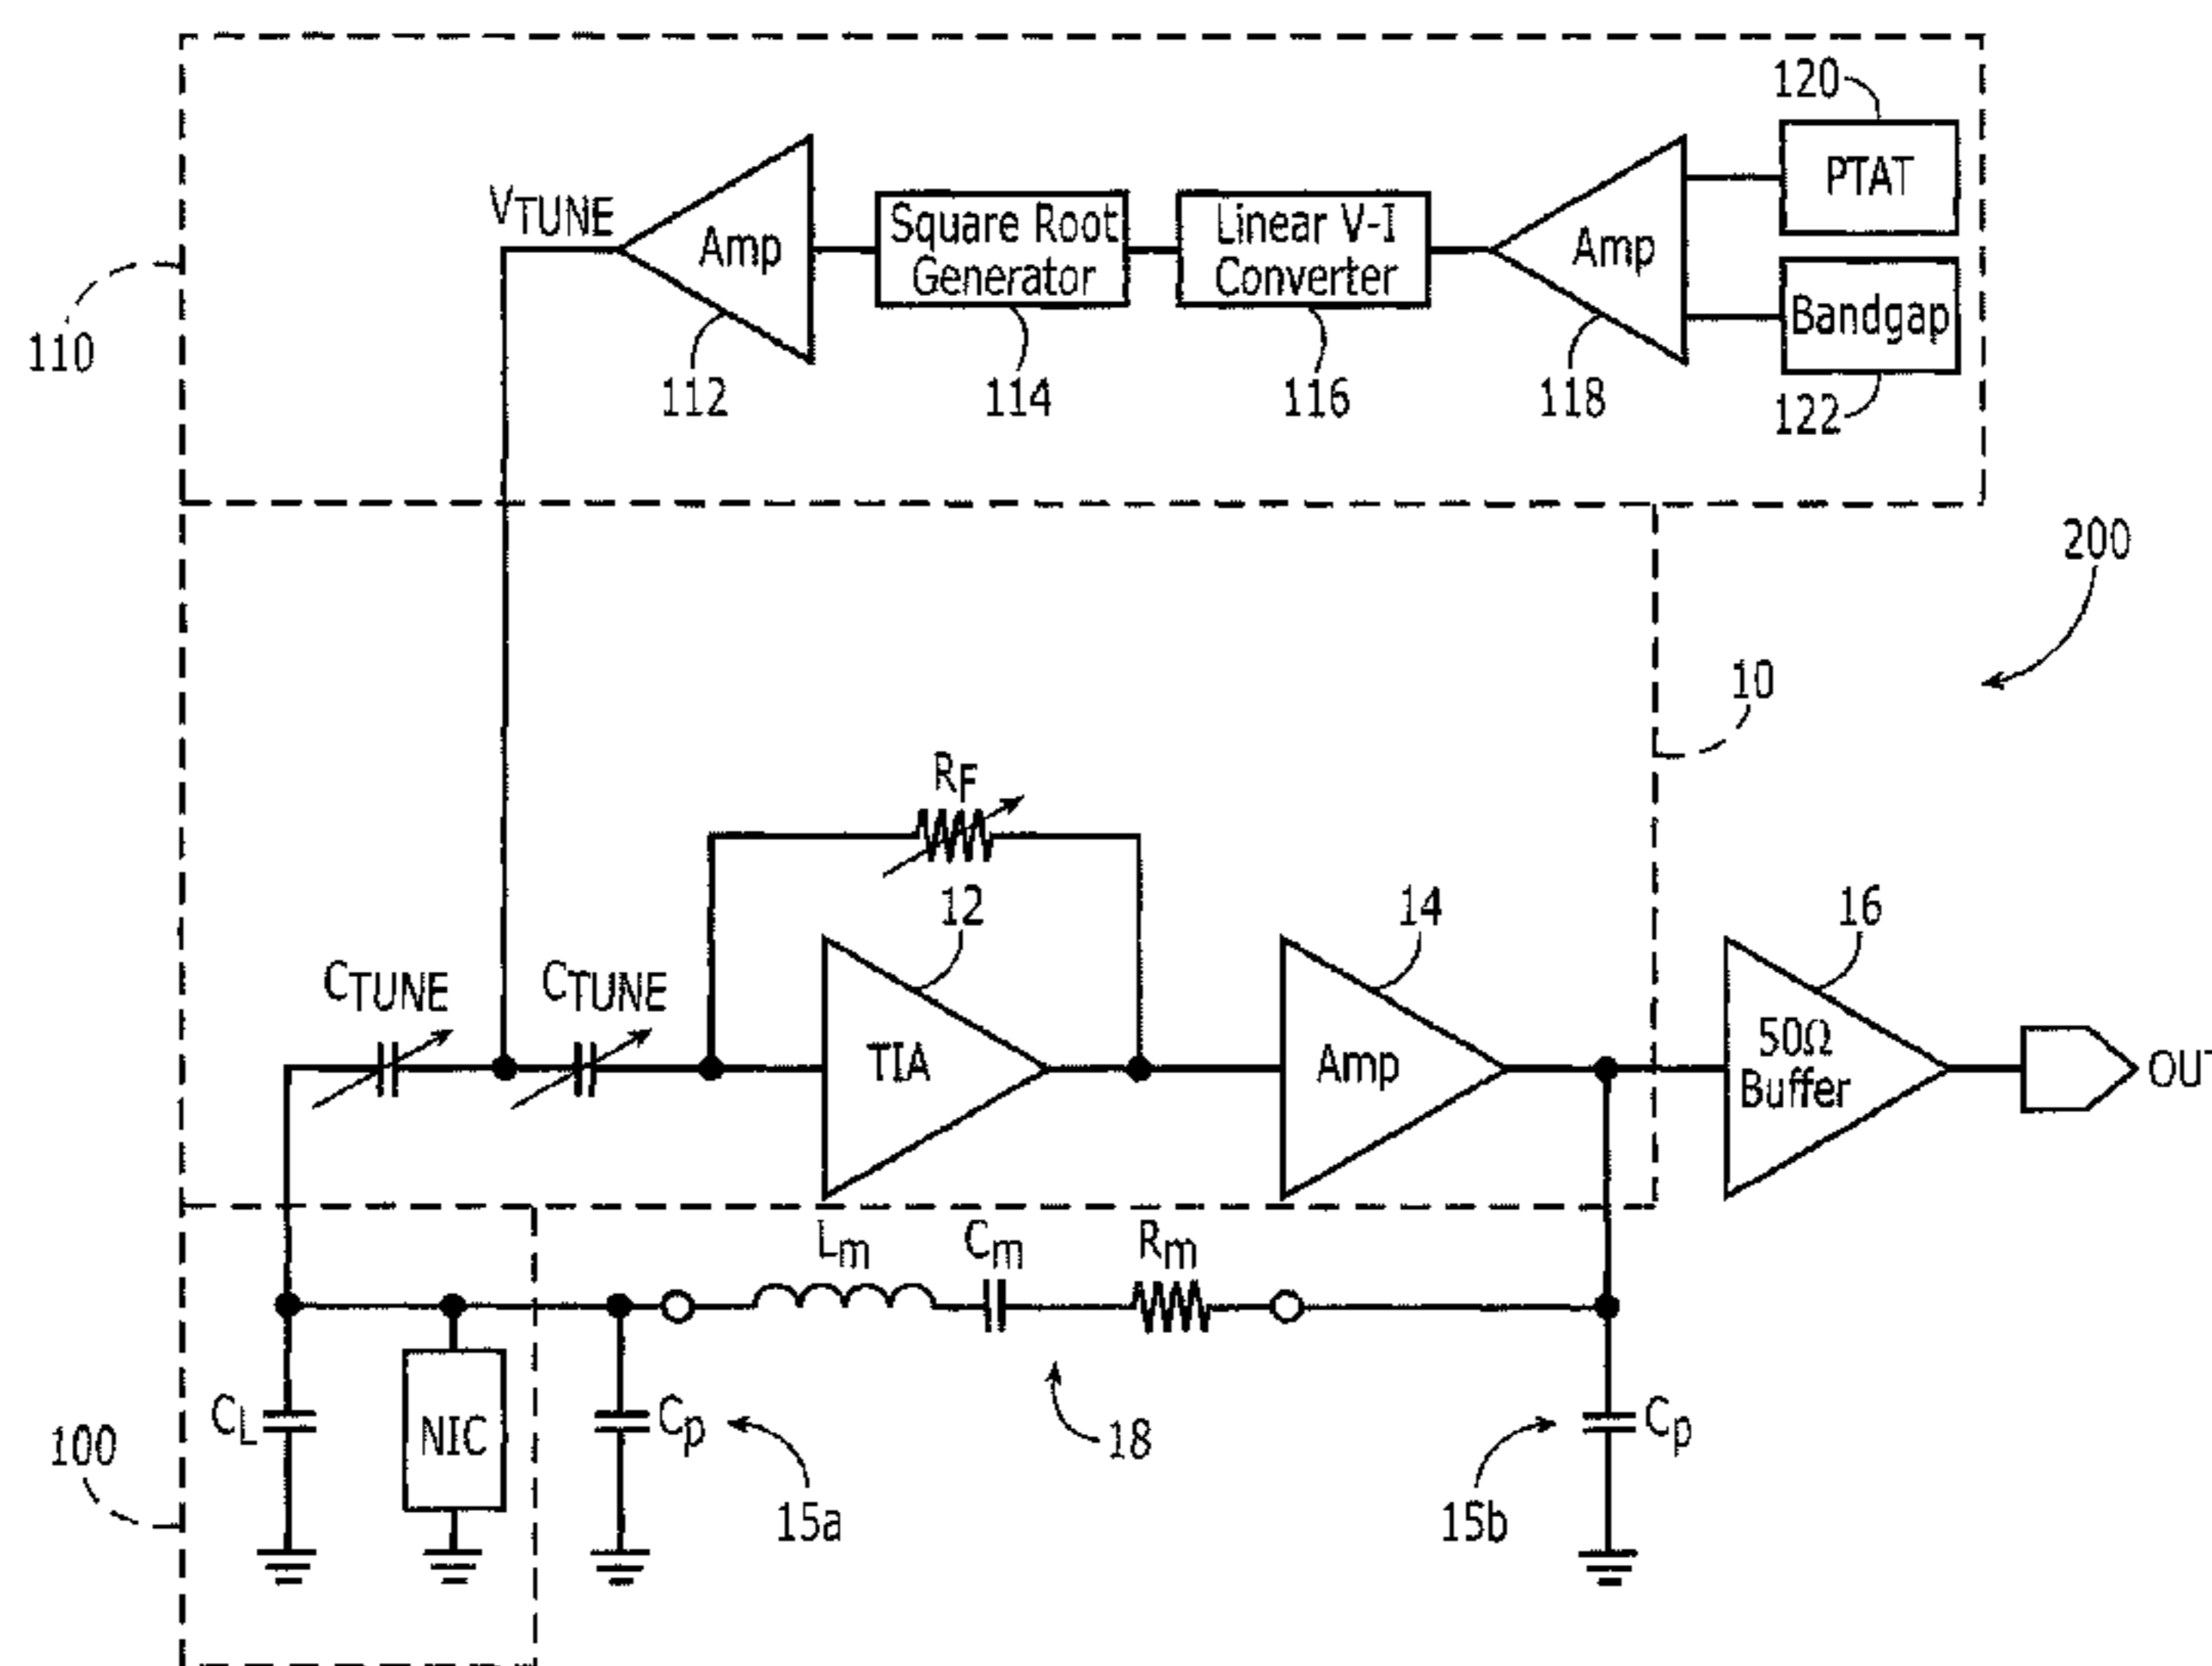 120
PTAT
VTUNE
Amp
Square Root
Generator
Linear V-I
Converter
Amp
Bandgap
110
112
114
116
118
122
200
10
RF
12
14
16
CTUNE
CTUNE
TIA
Amp
50Ω
Buffer
OUT
Lm
Cm
Rm
CL
NIC
Cp
18
Cp
100
15a
15b